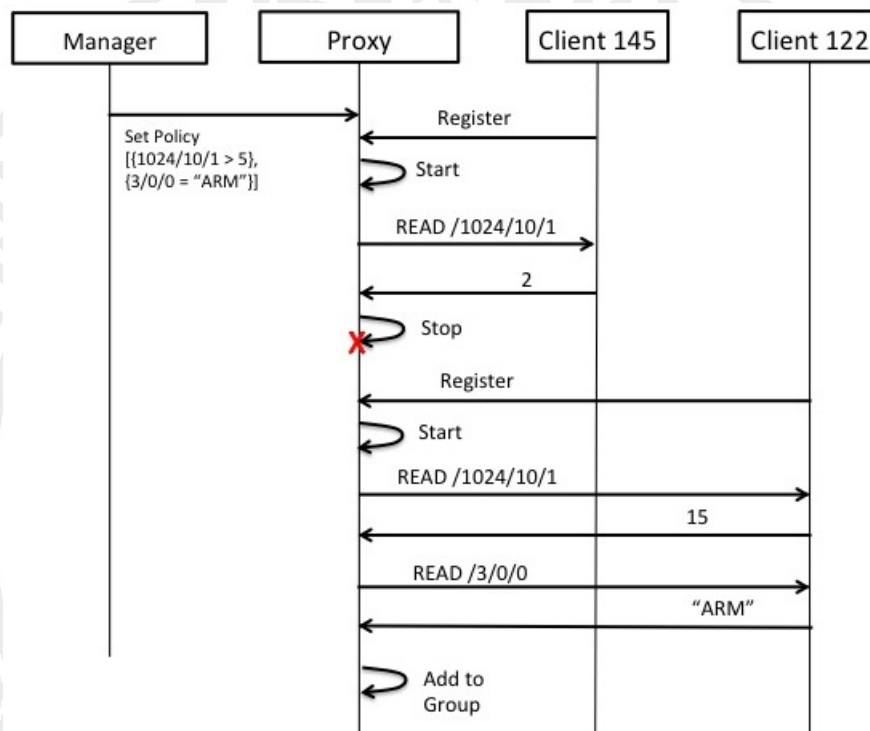 Manager
Proxy
Client 145
Client 122
Register
Set Policy
[{1024/10/1 > 5},
{3/0/0 = “ARM”}]
Start
READ /1024/10/1
2
Stop
X
Register
Start
READ /1024/10/1
15
READ /3/0/0
“ARM”
Add to
Group